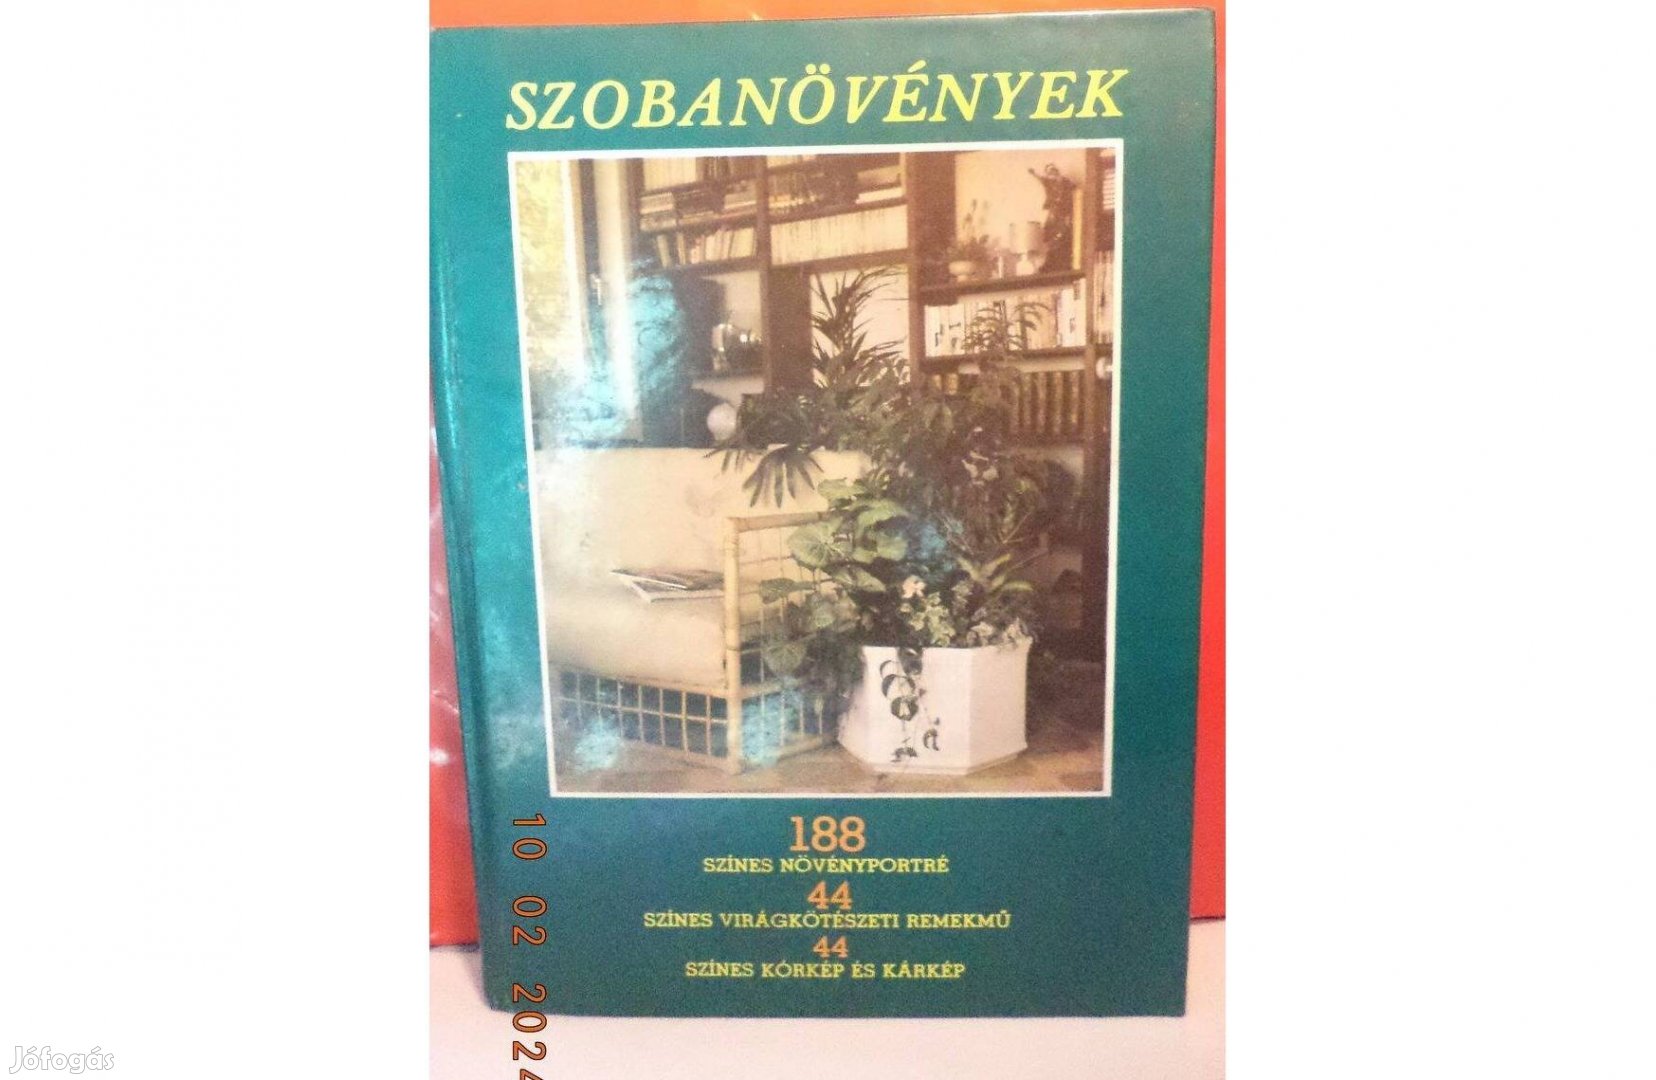 SZOBANÖVÉNYEK
188
SZÍNES NÖVÉNYPORTRÉ
44
SZÍNES VIRÁGKÖTÉSZETI REMEKMŰ
44
SZÍNES KÓRKÉP ÉS KÁRKÉP
10 02 2024
Jófogás